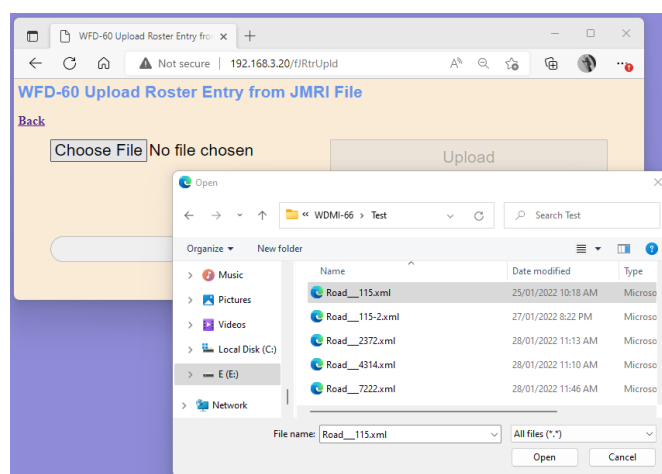 WFD-60 Upload Roster Entry fro
Not secure | 192.168.3.20/fJRtrUpld
WFD-60 Upload Roster Entry from JMRI File
Back
Choose File No file chosen
Upload
Open
« WDMI-66 > Test
Search Test
Organize
New folder
Name
Date modified
Type
Music
Pictures
Videos
Local Disk (C:)
E (E:)
Network
Road__115.xml 25/01/2022 10:18 AM Microso
Road__115-2.xml 27/01/2022 8:22 PM Microso
Road__2372.xml 28/01/2022 11:13 AM Microso
Road__4314.xml 28/01/2022 11:10 AM Microso
Road__7222.xml 28/01/2022 11:46 AM Microso
File name: Road__115.xml
All files (*.*)
Open
Cancel